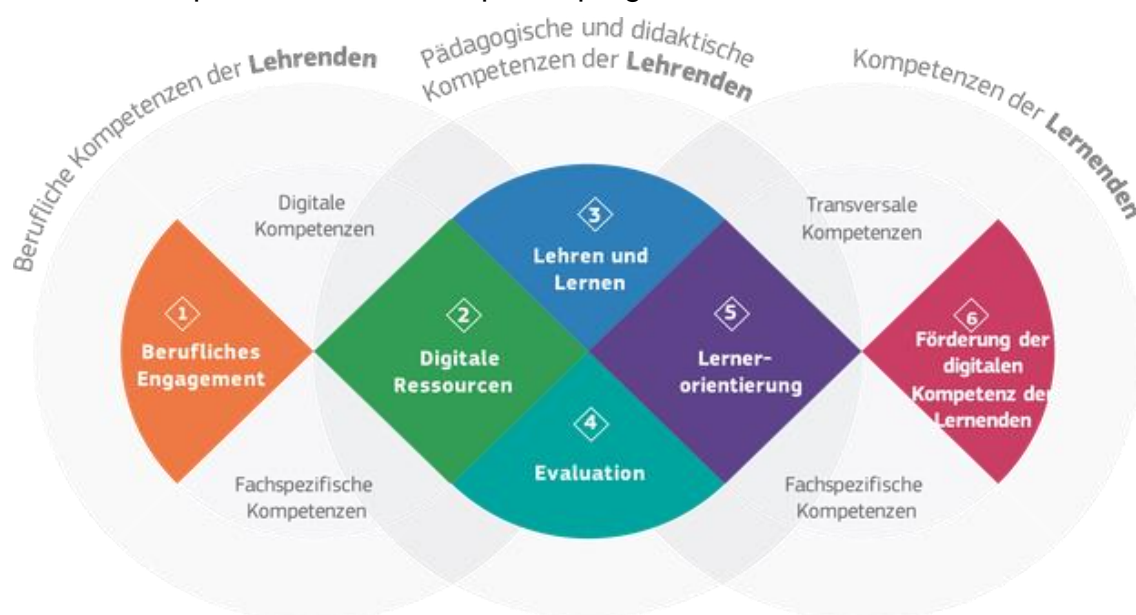 Berufliche Kompetenzen der Lehrenden
Pädagogische und didaktische
Kompetenzen der Lehrenden
Kompetenzen der Lernenden
Digitale
Kompetenzen
Transversale
Kompetenzen
1
Berufliches
Engagement
2
Digitale
Ressourcen
3
Lehren und
Lernen
4
Evaluation
5
Lerner-
orientierung
6
Förderung der
digitalen
Kompetenz der
Lernenden
Fachspezifische
Kompetenzen
Fachspezifische
Kompetenzen